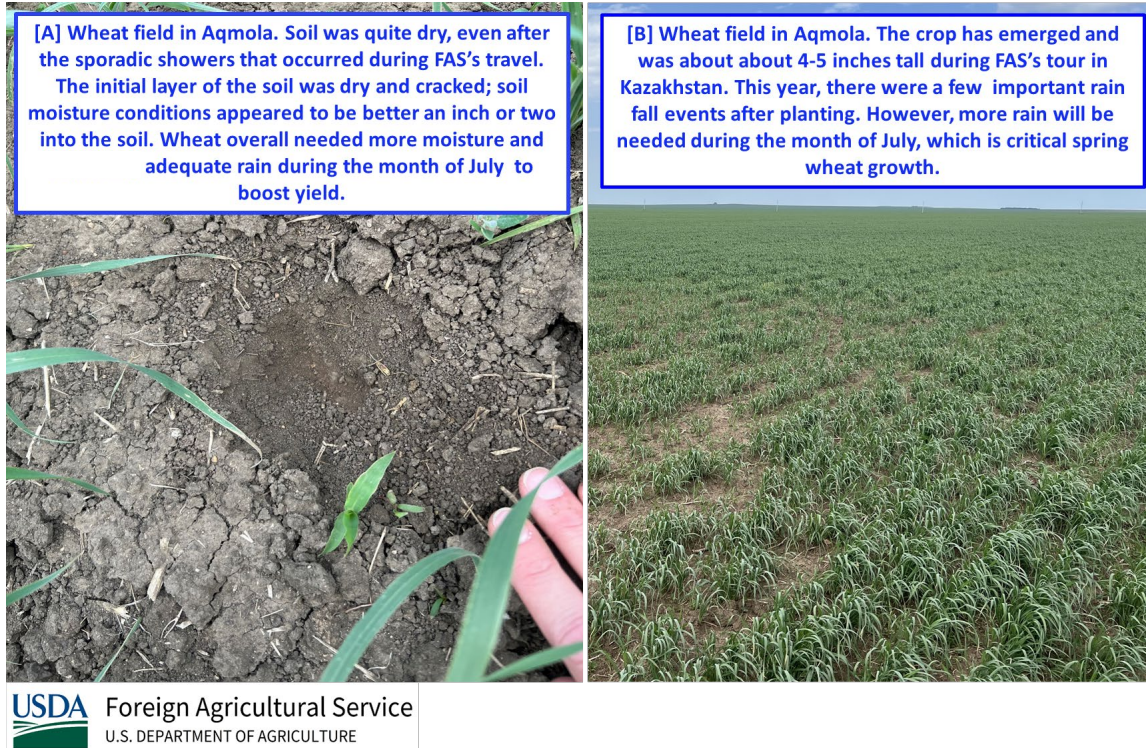 [A] Wheat field in Aqmola. Soil was quite dry, even after
the sporadic showers that occurred during FAS’s travel.
The initial layer of the soil was dry and cracked; soil
moisture conditions appeared to be better an inch or two
into the soil. Wheat overall needed more moisture and
adequate rain during the month of July to
boost yield.
[B] Wheat field in Aqmola. The crop has emerged and
was about about 4-5 inches tall during FAS’s tour in
Kazakhstan. This year, there were a few important rain
fall events after planting. However, more rain will be
needed during the month of July, which is critical spring
wheat growth.
USDA
Foreign Agricultural Service
U.S. DEPARTMENT OF AGRICULTURE